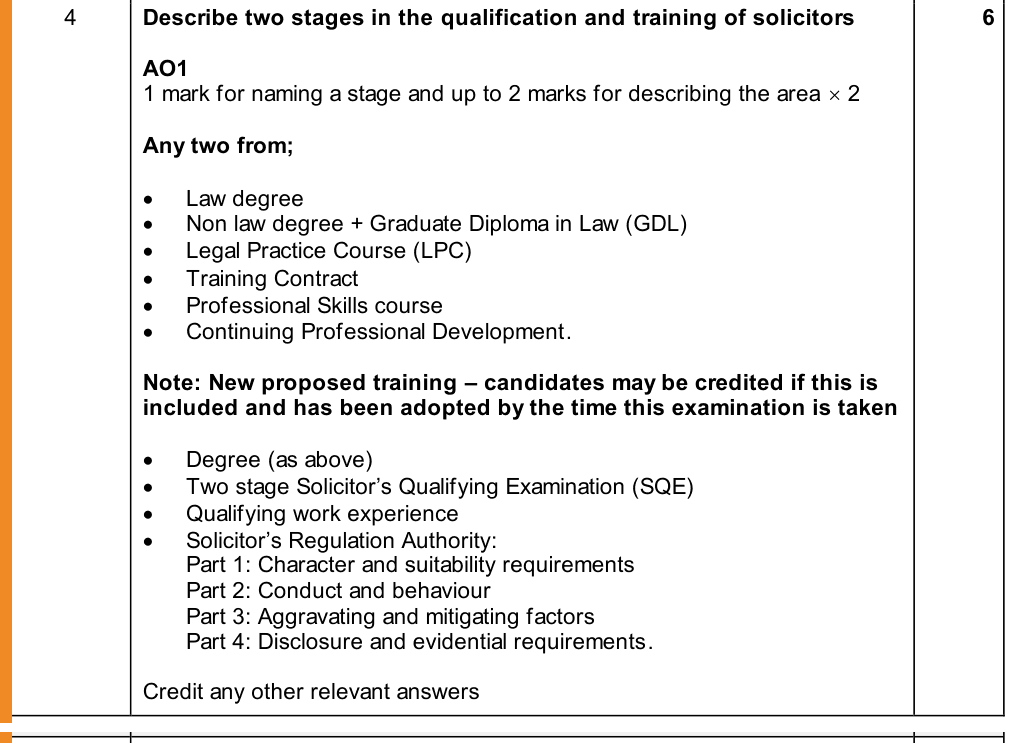 4 Describe two stages in the qualification and training of solicitors 6
AO1
1 mark for naming a stage and up to 2 marks for describing the area × 2
Any two from;
• Law degree
• Non law degree + Graduate Diploma in Law (GDL)
• Legal Practice Course (LPC)
• Training Contract
• Professional Skills course
• Continuing Professional Development.
Note: New proposed training – candidates may be credited if this is
included and has been adopted by the time this examination is taken
• Degree (as above)
• Two stage Solicitor’s Qualifying Examination (SQE)
• Qualifying work experience
• Solicitor’s Regulation Authority:
Part 1: Character and suitability requirements
Part 2: Conduct and behaviour
Part 3: Aggravating and mitigating factors
Part 4: Disclosure and evidential requirements.
Credit any other relevant answers